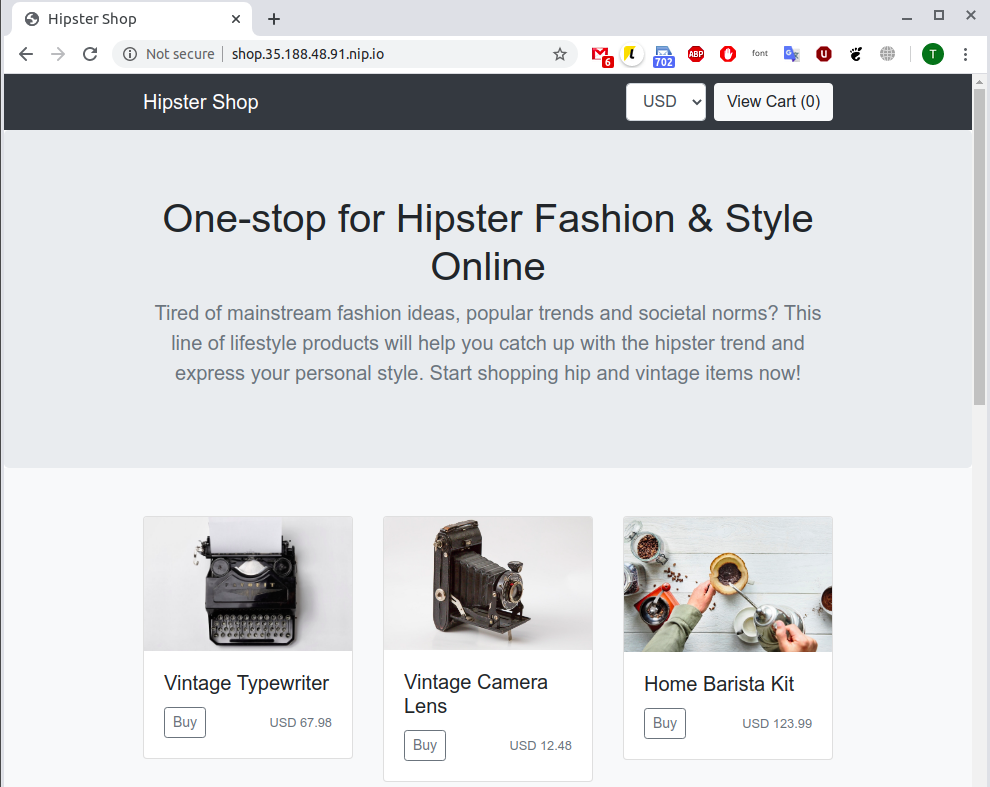 Hipster Shop
Not secure
shop.35.188.48.91.nip.io
6
702
ABP
font
G
T
Hipster Shop
USD
View Cart (0)
One-stop for Hipster Fashion & Style
Online
Tired of mainstream fashion ideas, popular trends and societal norms? This
line of lifestyle products will help you catch up with the hipster trend and
express your personal style. Start shopping hip and vintage items now!
Vintage Typewriter
Buy
USD 67.98
Vintage Camera
Lens
Buy
USD 12.48
Home Barista Kit
Buy
USD 123.99